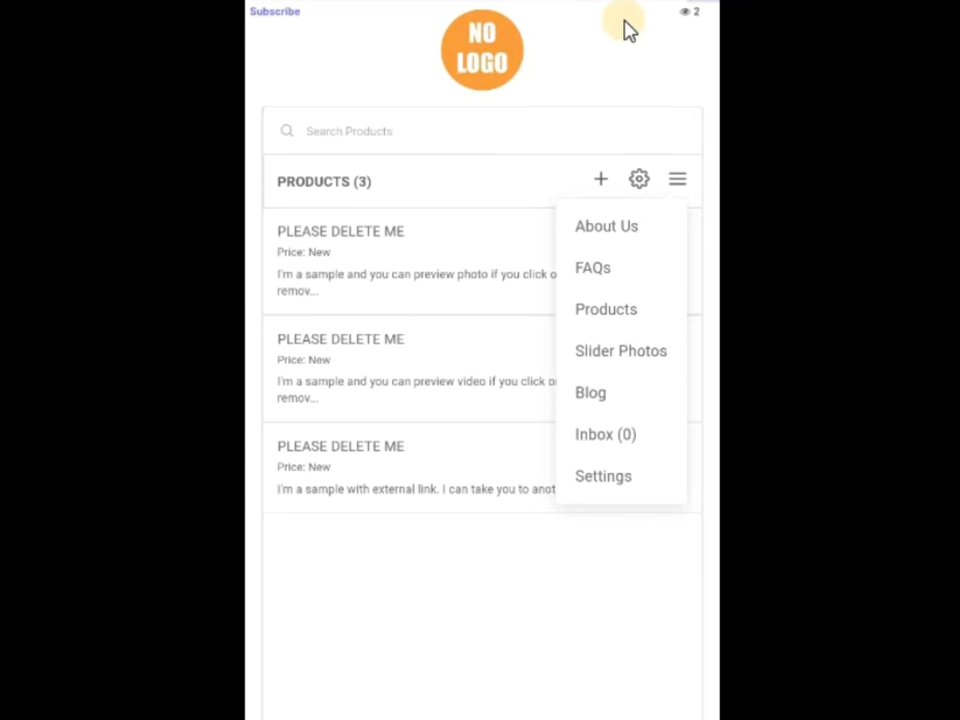 Subscribe
2
NO
LOGO
Search Products
PRODUCTS (3)
PLEASE DELETE ME
Price: New
I'm a sample and you can preview photo if you click o
remov...
PLEASE DELETE ME
Price: New
I'm a sample and you can preview video if you click o
remov...
PLEASE DELETE ME
Price: New
I'm a sample with external link. I can take you to anot
About Us
FAQs
Products
Slider Photos
Blog
Inbox (0)
Settings